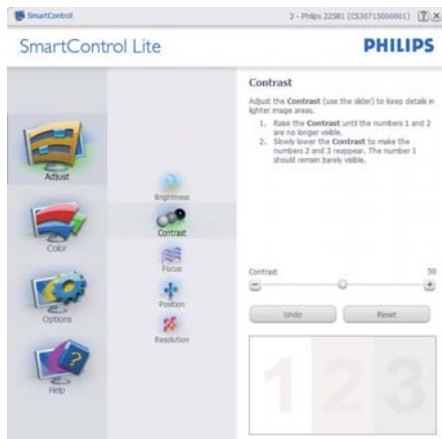 SmartControl
2 - Philips 225B1 (CS30715000001)
SmartControl Lite
PHILIPS
Adjust
Color
Options
Help
Brightness
Contrast
Focus
Position
Resolution
Contrast
Adjust the Contrast (use the slider) to keep details in
lighter image areas.
1. Raise the Contrast until the numbers 1 and 2
are no longer visible.
2. Slowly lower the Contrast to make the
numbers 2 and 3 reappear. The number 1
should remain barely visible.
Contrast
50
Undo
Reset
1 2 3